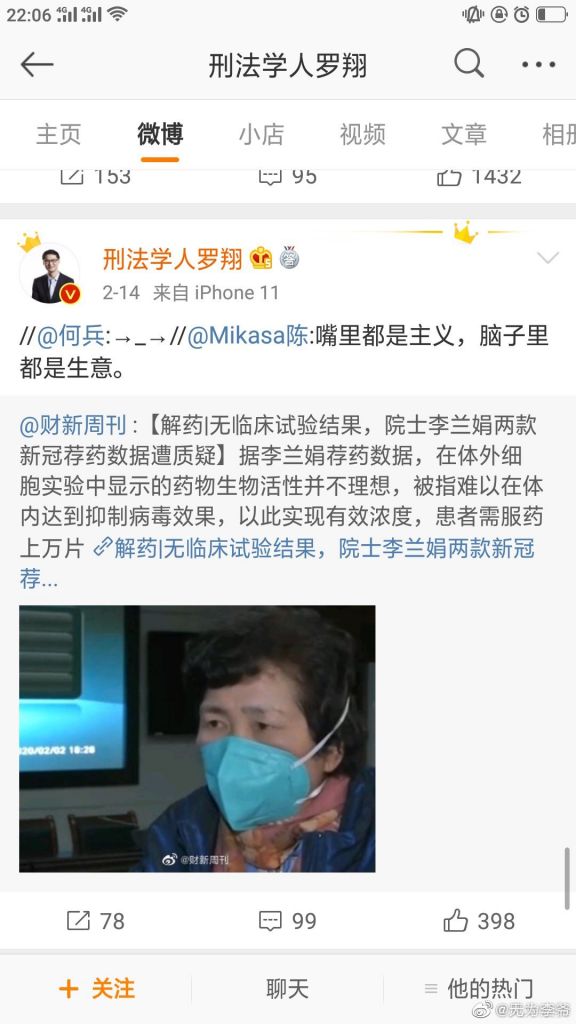 22:06 4G 4G
刑法学人罗翔
主页 微博 小店 视频 文章 相册
153 95 1432
刑法学人罗翔
2-14 来自 iPhone 11
//@何兵:→_→//@Mikasa陈:嘴里都是主义，脑子里
都是生意。
@财新周刊：【解药|无临床试验结果，院士李兰娟两款
新冠荐药数据遭质疑】据李兰娟荐药数据，在体外细
胞实验中显示的药物生物活性并不理想，被指难以在体
内达到抑制病毒效果，以此实现有效浓度，患者需服药
上万片 解药|无临床试验结果，院士李兰娟两款新冠
荐...
20/02/02 18:28
@财新周刊
78 99 398
+ 关注 聊天 他的热门